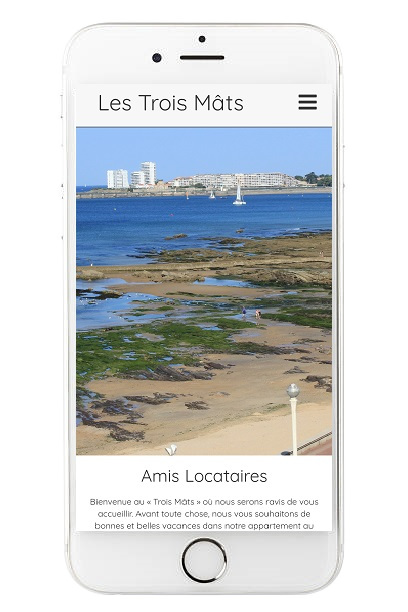 Les Trois Mâts
Amis Locataires
Bienvenue au « Trois Mâts » où nous serons ravis de vous
accueillir. Avant toute chose, nous vous souhaitons de
bonnes et belles vacances dans notre appartement au